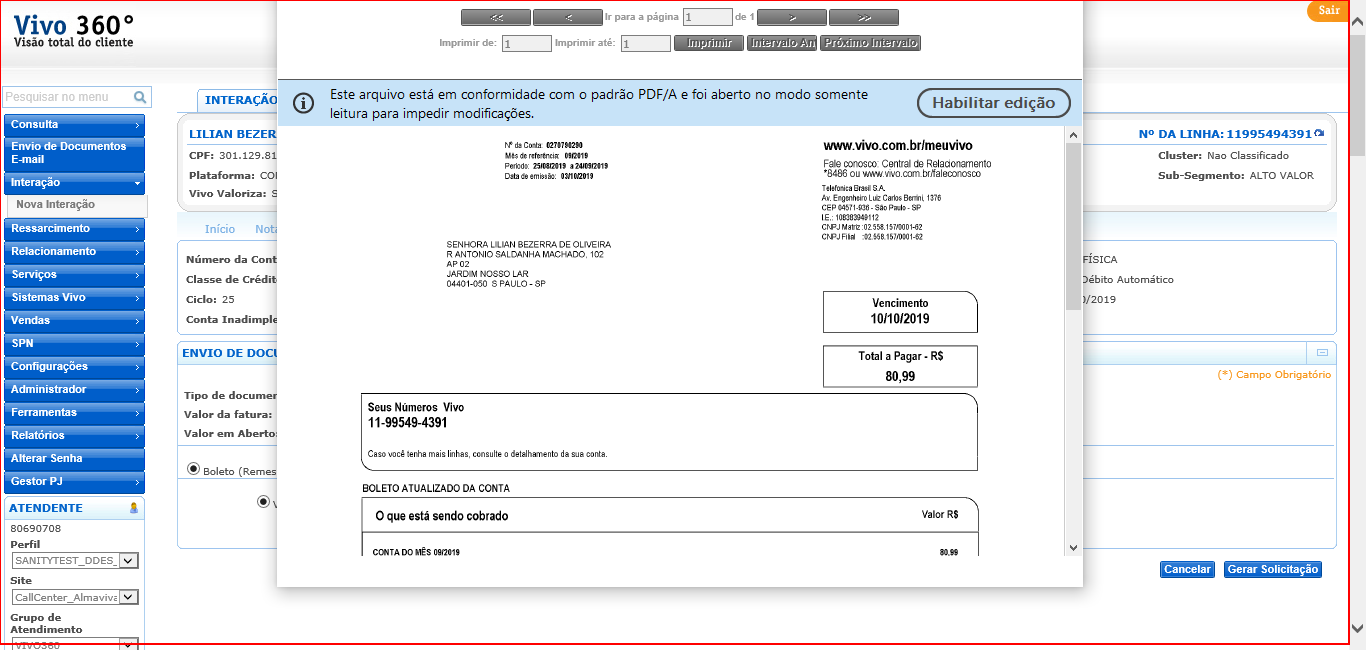 Vivo 360°
Visão total do cliente
Sair
<< < Ir para a página 1 de 1 > >>
Imprimir de: 1 Imprimir até: 1 Imprimir Intervalo An Próximo Intervalo
Este arquivo está em conformidade com o padrão PDF/A e foi aberto no modo somente
leitura para impedir modificações.
Habilitar edição
Pesquisar no menu
Consulta
Envio de Documentos
E-mail
Interação
Nova Interação
Ressarcimento
Relacionamento
Serviços
Sistemas Vivo
Vendas
SPN
Configurações
Administrador
Ferramentas
Relatórios
Alterar Senha
Gestor PJ
ATENDENTE
80690708
Perfil
SANITYTEST_DDES_
Site
CallCenter_Almaviva
Grupo de
Atendimento
VIVO360
INTERAÇÃO
LILIAN BEZER
CPF: 301.129.81
Plataforma: CO
Vivo Valoriza: S
Nº DA LINHA: 11995494391
Cluster: Nao Classificado
Sub-Segmento: ALTO VALOR
Início Nota
Número da Cont
Classe de Crédit
Ciclo: 25
Conta Inadimple
FÍSICA
Débito Automático
0/2019
ENVIO DE DOCU
(*) Campo Obrigatório
Tipo de documen
Valor da fatura:
Valor em Aberto:
Boleto (Remes
Cancelar Gerar Solicitação
Nº da Conta: 0270790290
Mês de referência: 09/2019
Período: 25/08/2019 a 24/09/2019
Data de emissão: 03/10/2019
www.vivo.com.br/meuvivo
Fale conosco: Central de Relacionamento
*8486 ou www.vivo.com.br/faleconosco
Telefonica Brasil S.A.
Av. Engenheiro Luiz Carlos Berrini, 1376
CEP 04571-936 - São Paulo - SP
I.E.: 108383949112
CNPJ Matriz :02.558.157/0001-62
CNPJ Filial :02.558.157/0001-62
SENHORA LILIAN BEZERRA DE OLIVEIRA
R ANTONIO SALDANHA MACHADO, 102
AP 02
JARDIM NOSSO LAR
04401-050 S PAULO - SP
Vencimento
10/10/2019
Total a Pagar - R$
80,99
Seus Números Vivo
11-99549-4391
Caso você tenha mais linhas, consulte o detalhamento da sua conta.
BOLETO ATUALIZADO DA CONTA
O que está sendo cobrado Valor R$
CONTA DO MÊS 09/2019 80,99